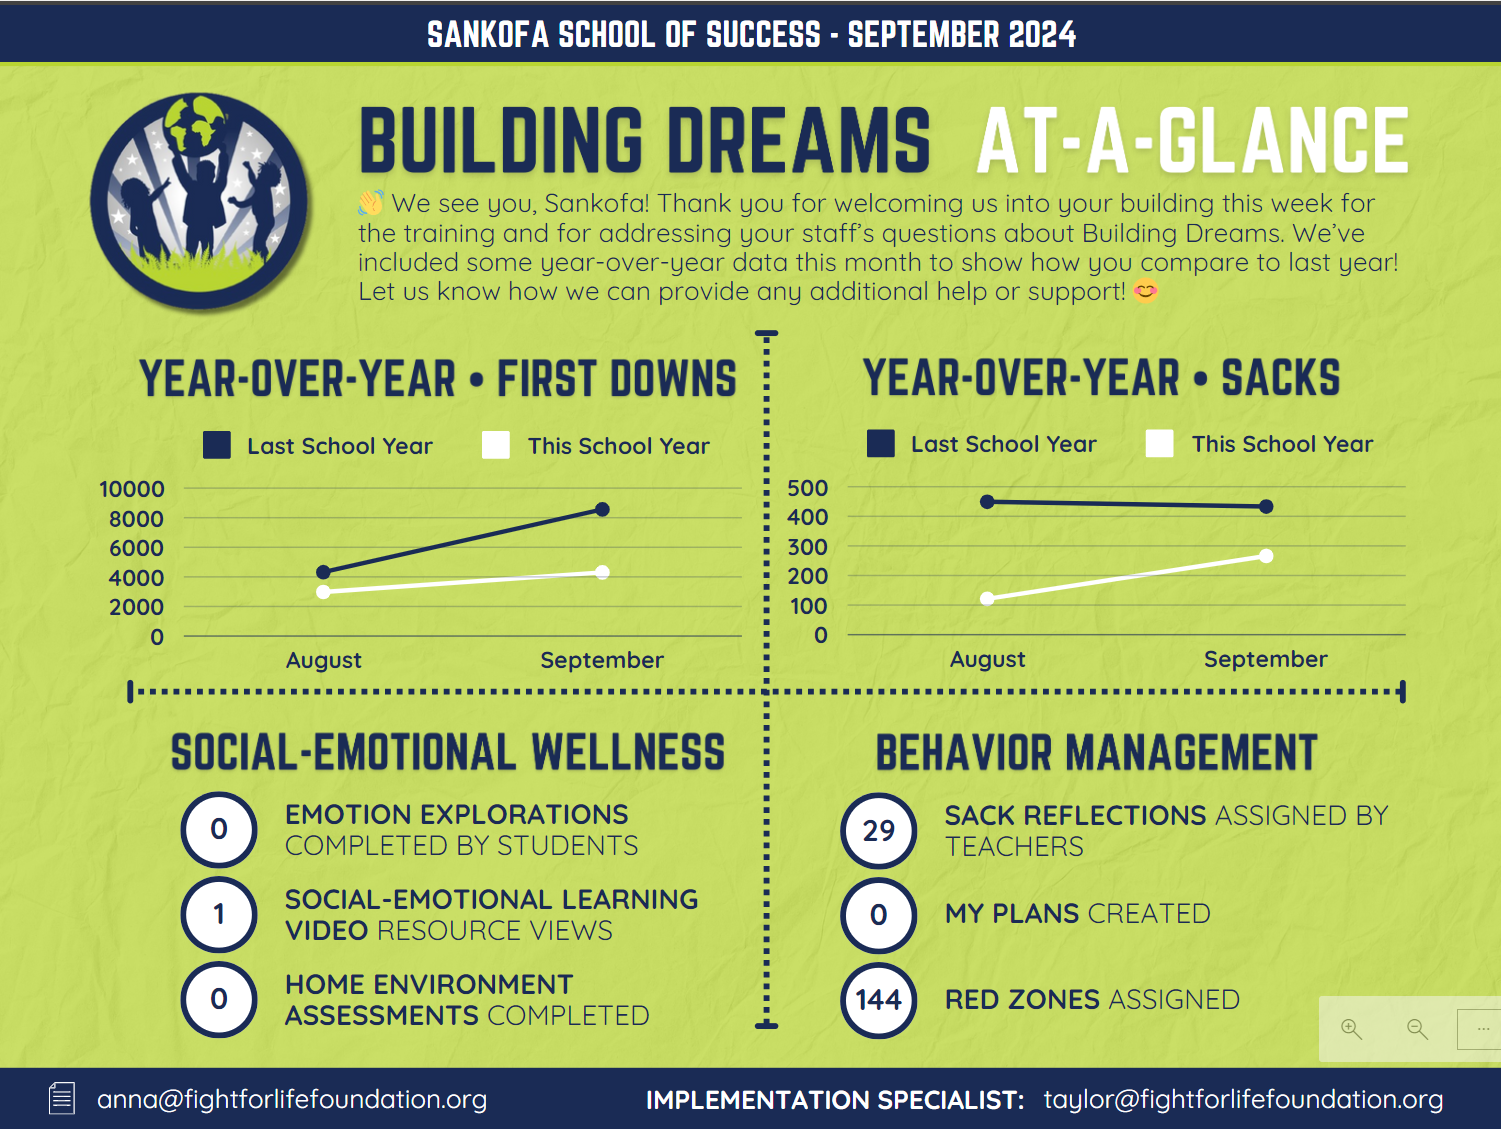 SANKOFA SCHOOL OF SUCCESS - SEPTEMBER 2024
BUILDING DREAMS AT-A-GLANCE
👋 We see you, Sankofa! Thank you for welcoming us into your building this week for
the training and for addressing your staff's questions about Building Dreams. We've
included some year-over-year data this month to show how you compare to last year!
Let us know how we can provide any additional help or support! 😊
YEAR-OVER-YEAR • FIRST DOWNS
Last School Year This School Year
10000
8000
6000
4000
2000
0
August September
YEAR-OVER-YEAR • SACKS
Last School Year This School Year
500
400
300
200
100
0
August September
SOCIAL-EMOTIONAL WELLNESS
0 EMOTION EXPLORATIONS
COMPLETED BY STUDENTS
1 SOCIAL-EMOTIONAL LEARNING
VIDEO RESOURCE VIEWS
0 HOME ENVIRONMENT
ASSESSMENTS COMPLETED
BEHAVIOR MANAGEMENT
29 SACK REFLECTIONS ASSIGNED BY
TEACHERS
0 MY PLANS CREATED
144 RED ZONES ASSIGNED
anna@fightforlifefoundation.org IMPLEMENTATION SPECIALIST: taylor@fightforlifefoundation.org